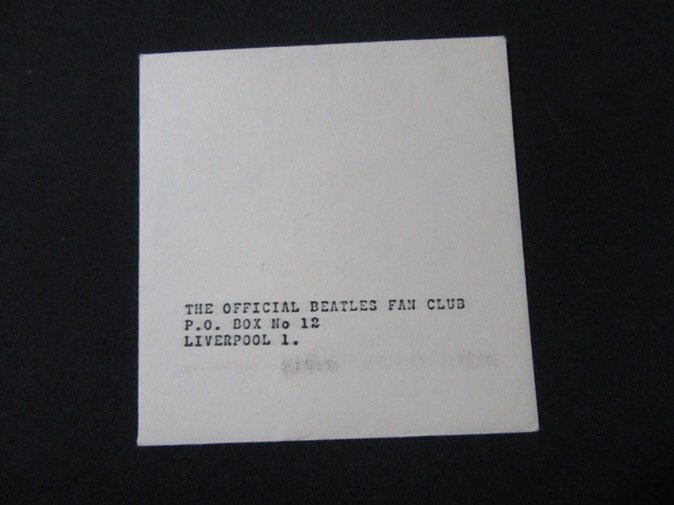 THE OFFICIAL BEATLES FAN CLUB
P.O. BOX No 12
LIVERPOOL 1.